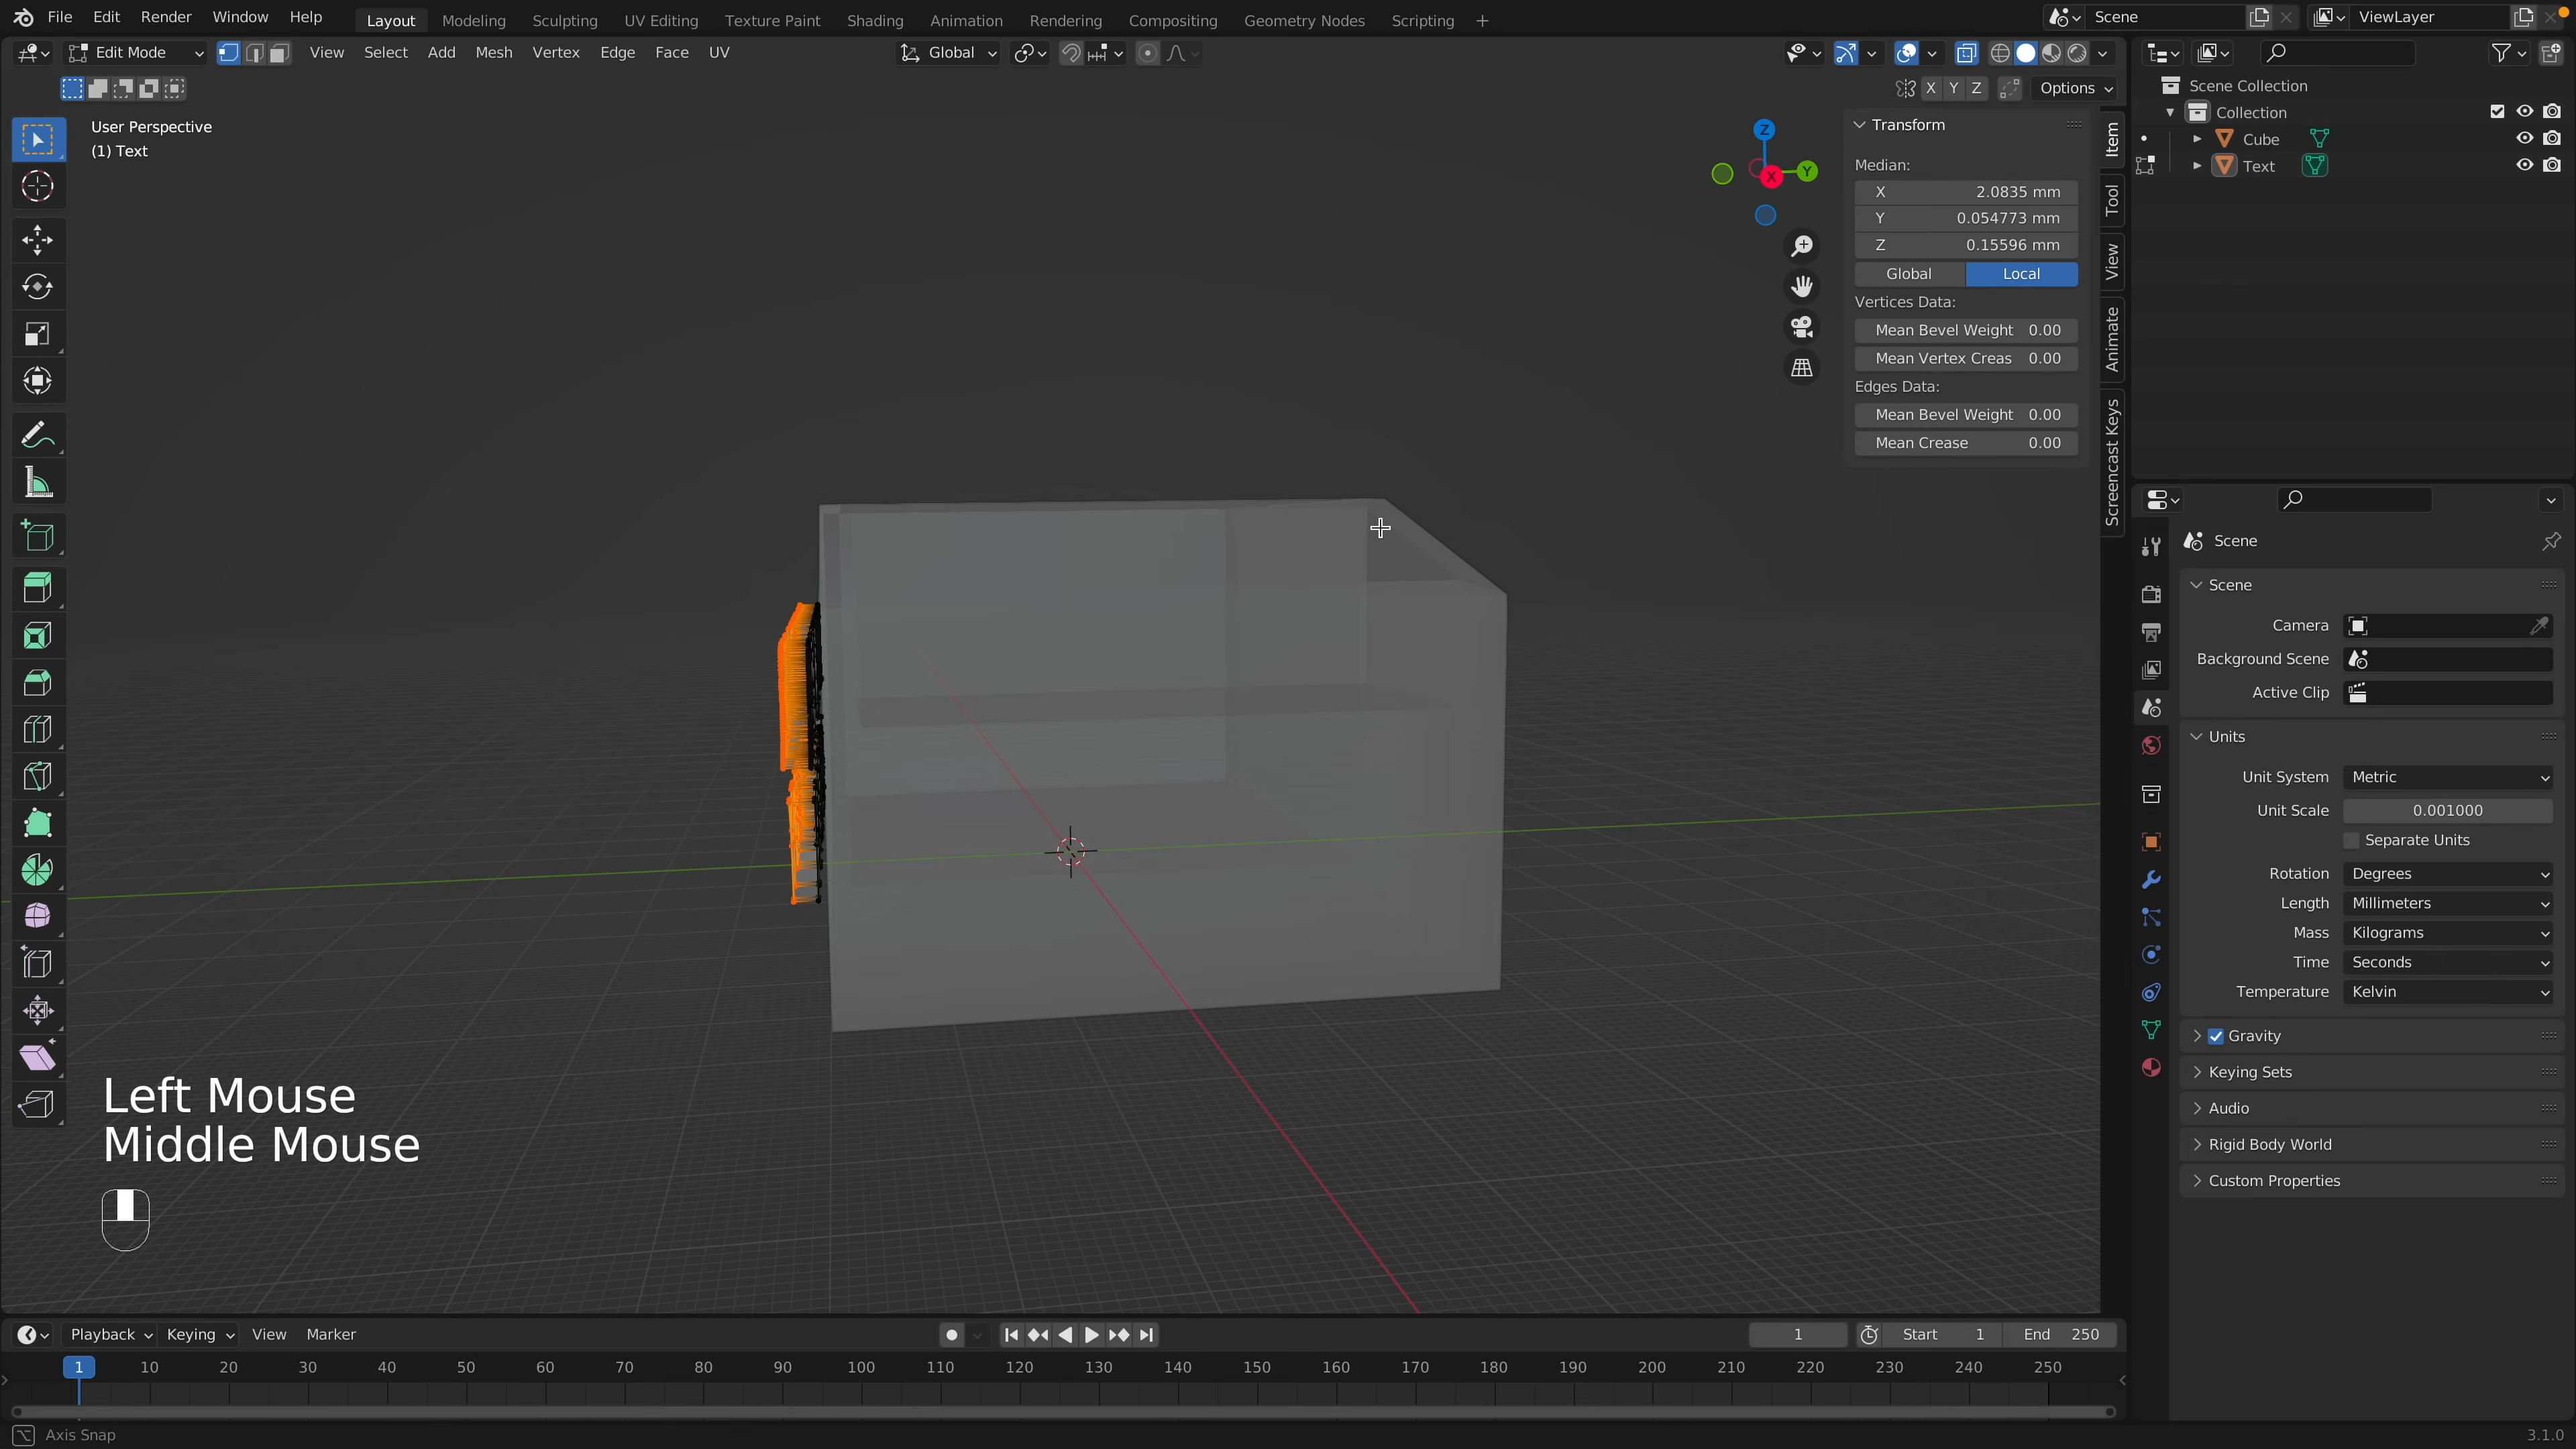 File Edit Render Window Help Layout Modeling Sculpting UV Editing Texture Paint Shading Animation Rendering Compositing Geometry Nodes Scripting + Scene ViewLayer
Edit Mode View Select Add Mesh Vertex Edge Face UV Global
X Y Z Options
User Perspective
(1) Text
Z
Y
X
Transform
Median:
X 2.0835 mm
Y 0.054773 mm
Z 0.15596 mm
Global Local
Vertices Data:
Mean Bevel Weight 0.00
Mean Vertex Creas 0.00
Edges Data:
Mean Bevel Weight 0.00
Mean Crease 0.00
Item
Tool
View
Animate
Screencast Keys
Scene Collection
Collection
Cube
Text
Scene
Scene
Camera
Background Scene
Active Clip
Units
Unit System Metric
Unit Scale 0.001000
Separate Units
Rotation Degrees
Length Millimeters
Mass Kilograms
Time Seconds
Temperature Kelvin
Gravity
Keying Sets
Audio
Rigid Body World
Custom Properties
Left Mouse
Middle Mouse
Playback Keying View Marker 1 Start 1 End 250
1 10 20 30 40 50 60 70 80 90 100 110 120 130 140 150 160 170 180 190 200 210 220 230 240 250
Axis Snap 3.1.0